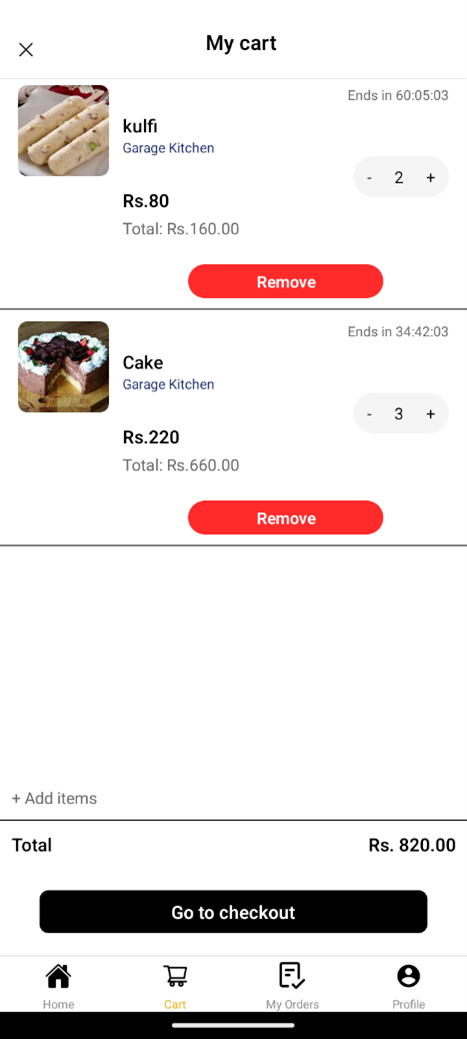 My cart
Ends in 60:05:03
kulfi
Garage Kitchen
- 2 +
Rs.80
Total: Rs.160.00
Remove
Ends in 34:42:03
Cake
Garage Kitchen
- 3 +
Rs.220
Total: Rs.660.00
Remove
+ Add items
Total Rs. 820.00
Go to checkout
Home Cart My Orders Profile